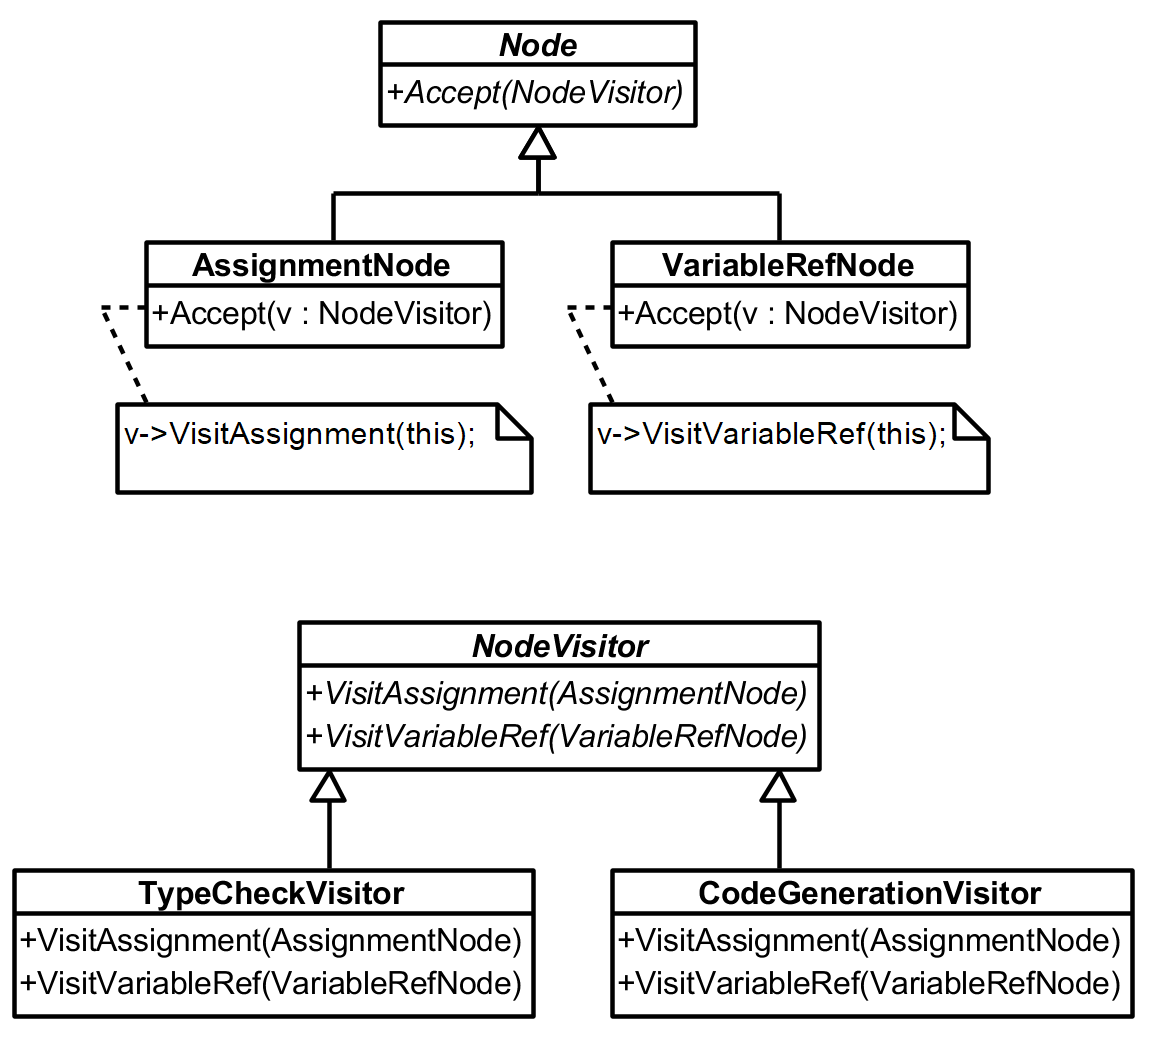 Node
+Accept(NodeVisitor)
AssignmentNode
+Accept(v : NodeVisitor)
v->VisitAssignment(this);
VariableRefNode
+Accept(v : NodeVisitor)
v->VisitVariableRef(this);
NodeVisitor
+VisitAssignment(AssignmentNode)
+VisitVariableRef(VariableRefNode)
TypeCheckVisitor
+VisitAssignment(AssignmentNode)
+VisitVariableRef(VariableRefNode)
CodeGenerationVisitor
+VisitAssignment(AssignmentNode)
+VisitVariableRef(VariableRefNode)